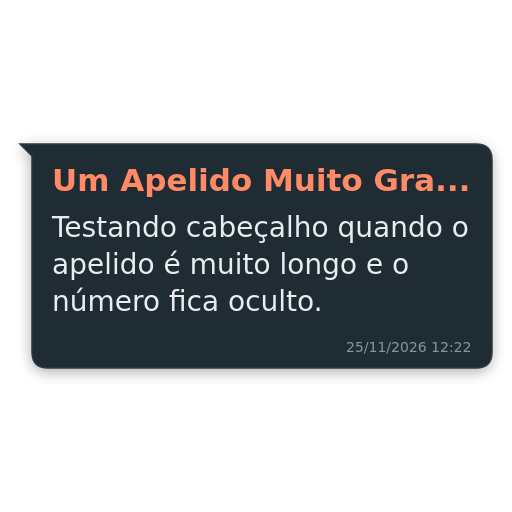 Um Apelido Muito Gra...
Testando cabeçalho quando o
apelido é muito longo e o
número fica oculto.
25/11/2026 12:22